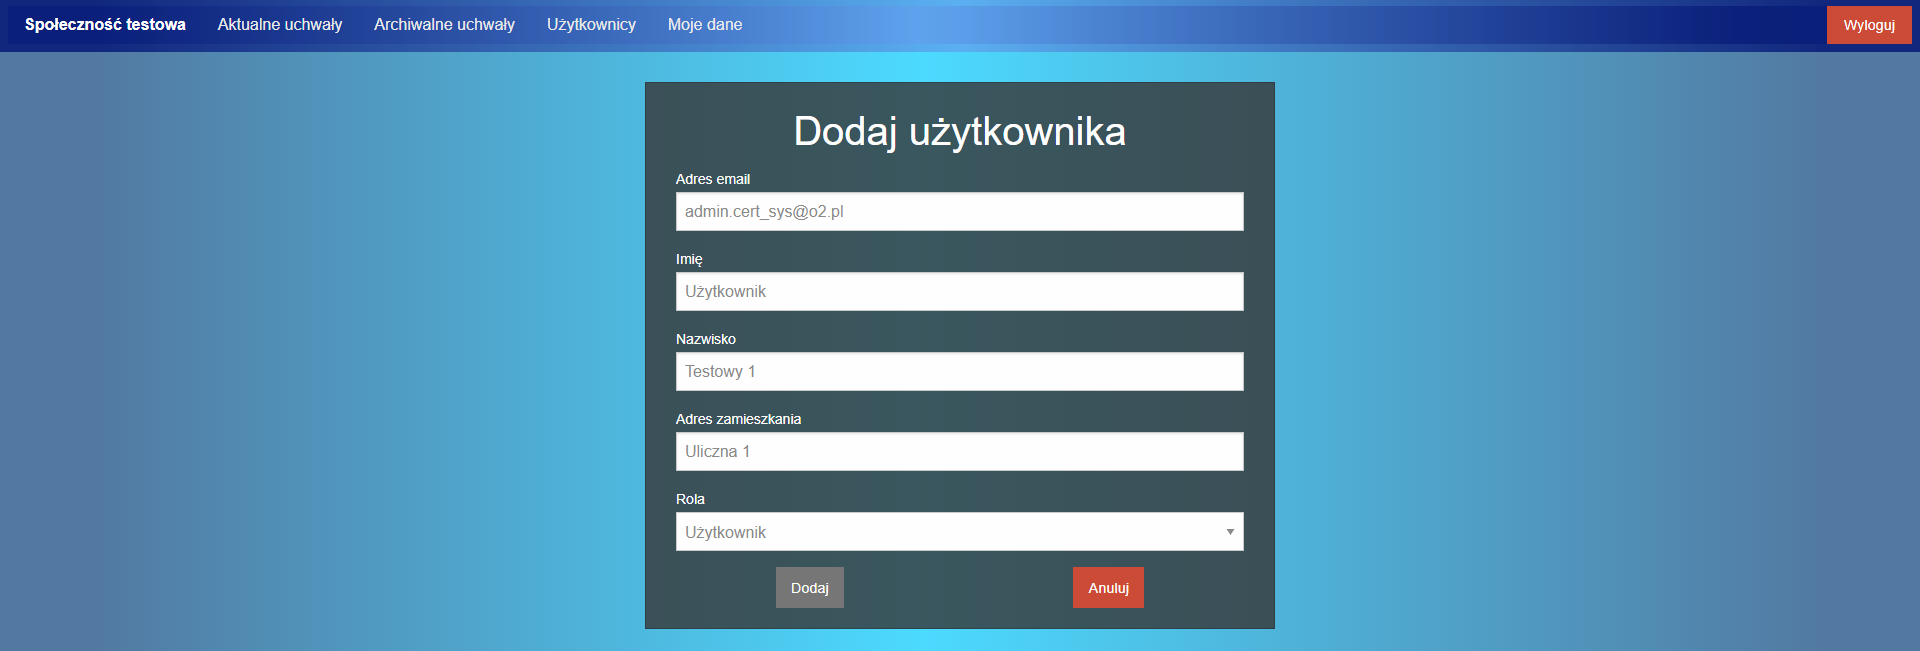 Społeczność testowa Aktualne uchwały Archiwalne uchwały Użytkownicy Moje dane Wyloguj
Dodaj użytkownika
Adres email
admin.cert_sys@o2.pl
Imię
Użytkownik
Nazwisko
Testowy 1
Adres zamieszkania
Uliczna 1
Rola
Użytkownik
Dodaj Anuluj